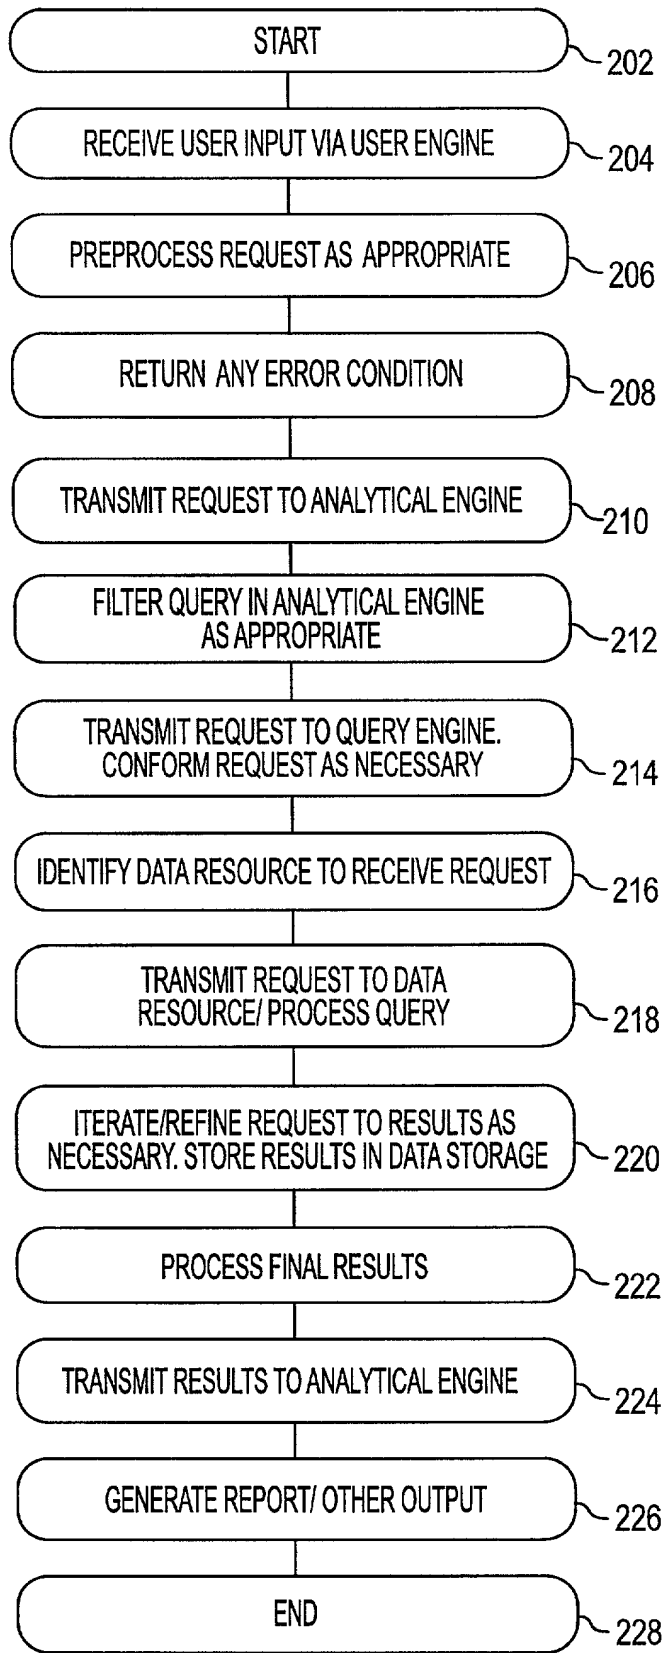 START
202
RECEIVE USER INPUT VIA USER ENGINE
204
PREPROCESS REQUEST AS APPROPRIATE
206
RETURN ANY ERROR CONDITION
208
TRANSMIT REQUEST TO ANALYTICAL ENGINE
210
FILTER QUERY IN ANALYTICAL ENGINE
AS APPROPRIATE
212
TRANSMIT REQUEST TO QUERY ENGINE.
CONFORM REQUEST AS NECESSARY
214
IDENTIFY DATA RESOURCE TO RECEIVE REQUEST
216
TRANSMIT REQUEST TO DATA
RESOURCE/ PROCESS QUERY
218
ITERATE/REFINE REQUEST TO RESULTS AS
NECESSARY. STORE RESULTS IN DATA STORAGE
220
PROCESS FINAL RESULTS
222
TRANSMIT RESULTS TO ANALYTICAL ENGINE
224
GENERATE REPORT/ OTHER OUTPUT
226
END
228